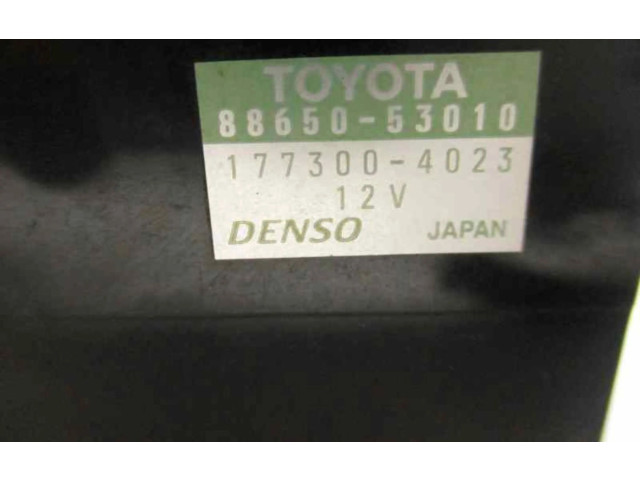 TOYOTA
88650-53010
177300-4023
12V
DENSO JAPAN